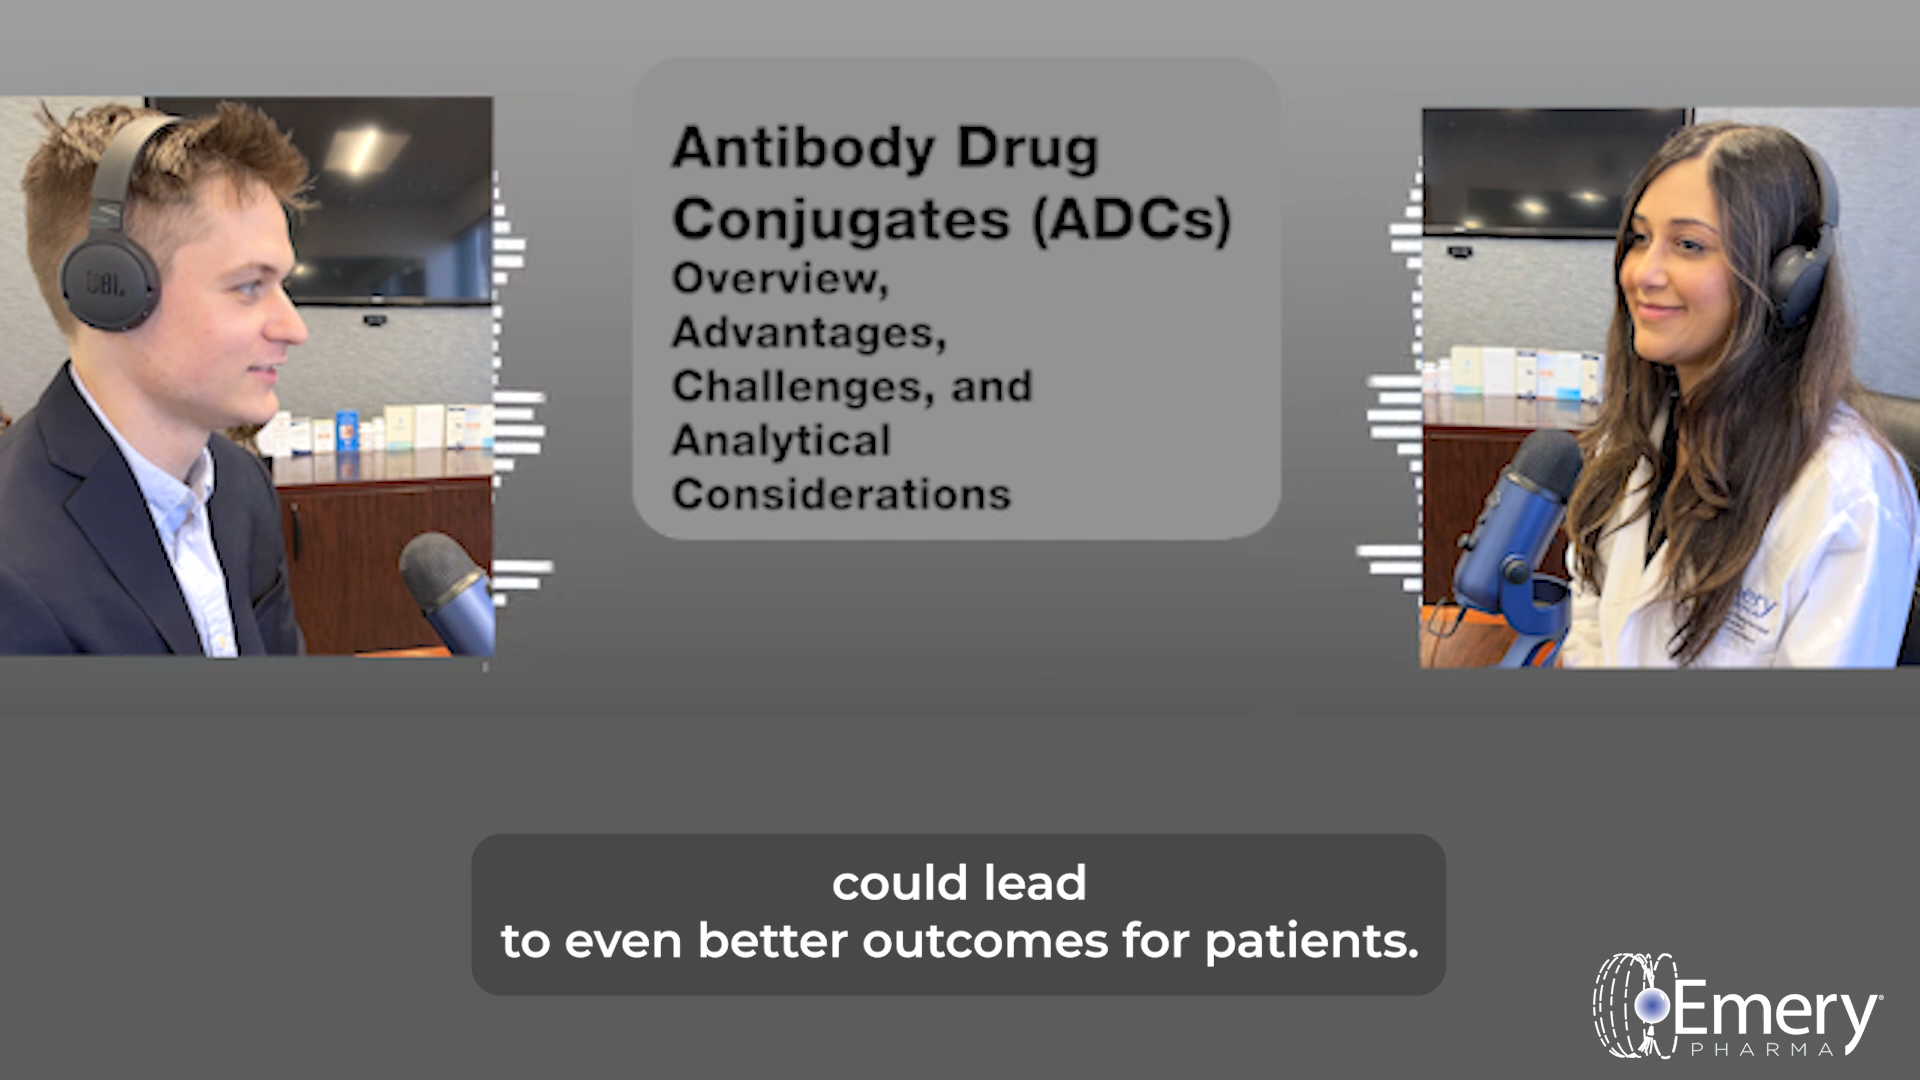 Antibody Drug
Conjugates (ADCs)
Overview,
Advantages,
Challenges, and
Analytical
Considerations
JBL
could lead
to even better outcomes for patients.
Emery
PHARMA